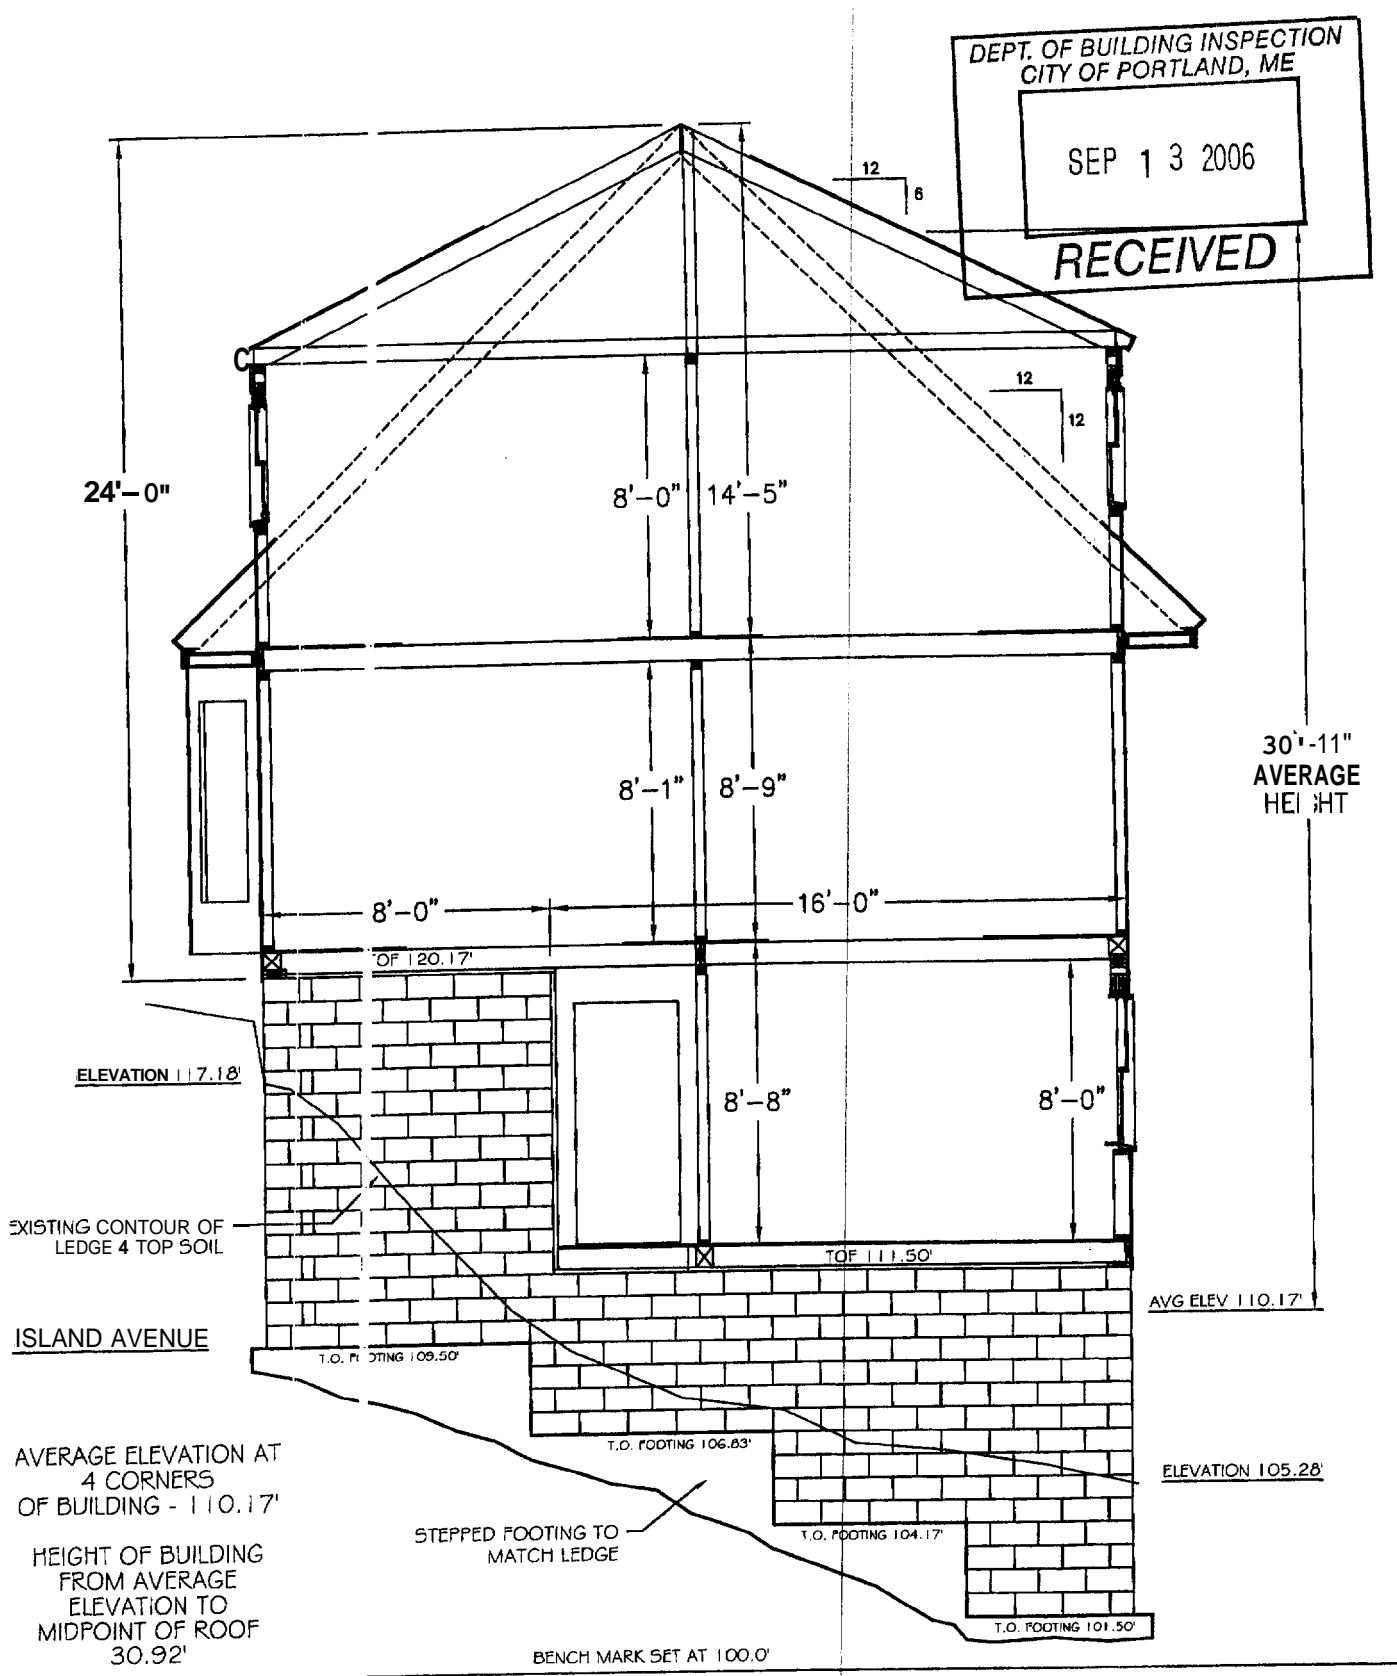 DEPT. OF BUILDING INSPECTION
CITY OF PORTLAND, ME
SEP 1 3 2006
RECEIVED
12
6
12
12
24'-0"
8'-0"
14'-5"
30'-11"
AVERAGE
HEIGHT
8'-1"
8'-9"
8'-0"
16'-0"
OF 120.17'
ELEVATION 117.18'
8'-8"
8'-0"
EXISTING CONTOUR OF
LEDGE 4 TOP SOIL
TOF 111.50'
AVG ELEV 110.17'
ISLAND AVENUE
T.O. FOOTING 109.50'
T.O. FOOTING 106.83'
AVERAGE ELEVATION AT
4 CORNERS
OF BUILDING - 110.17'
ELEVATION 105.28'
STEPPED FOOTING TO
MATCH LEDGE
T.O. FOOTING 104.17'
HEIGHT OF BUILDING
FROM AVERAGE
ELEVATION TO
MIDPOINT OF ROOF
30.92'
T.O. FOOTING 101.50'
BENCH MARK SET AT 100.0'